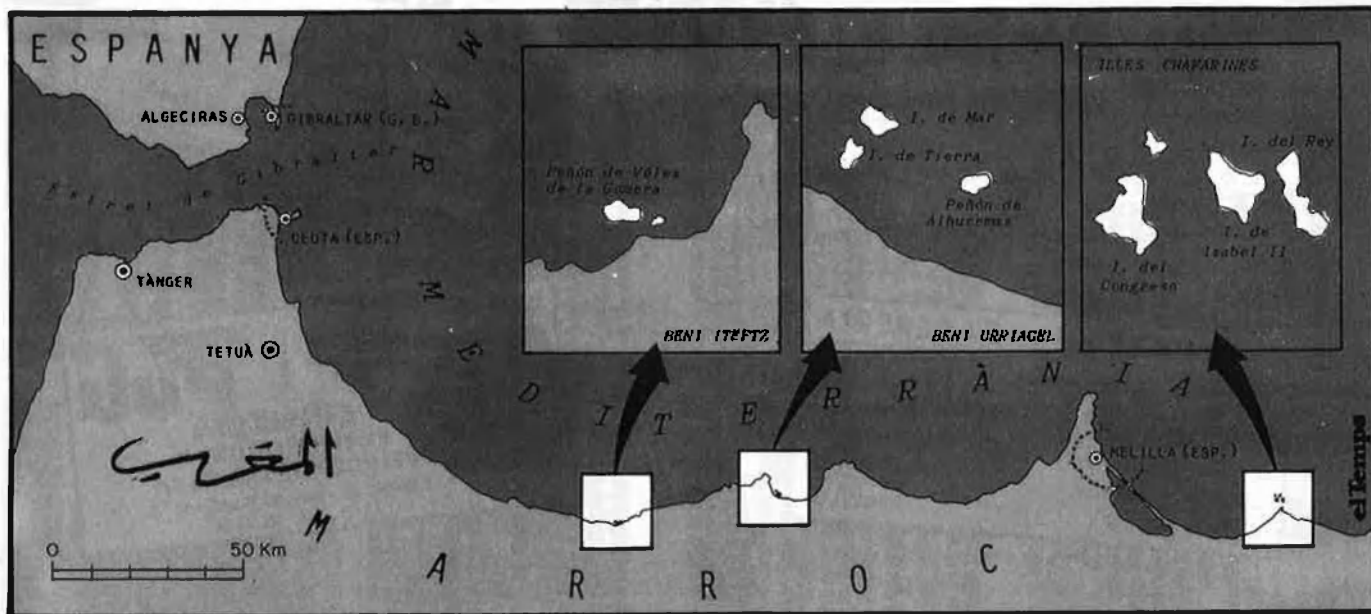 ESPANYA
ALGECIRAS
GIBRALTAR (G.B.)
Estret de Gibraltar
CEUTA (ESP.)
TÀNGER
TETUÀ
المغرب
MARROC
0 50 Km
MAR MEDITERRÀNIA
Peñón de Vélez
de la Gomera
BENI ITEFTZ
I. de Mar
I. de Tierra
Peñón de
Alhucemas
BENI URRIAGEL
ILLES CHAFARINES
I. del Rey
I. de
Isabel II
I. del
Congreso
MELILLA (ESP.)
el Temps